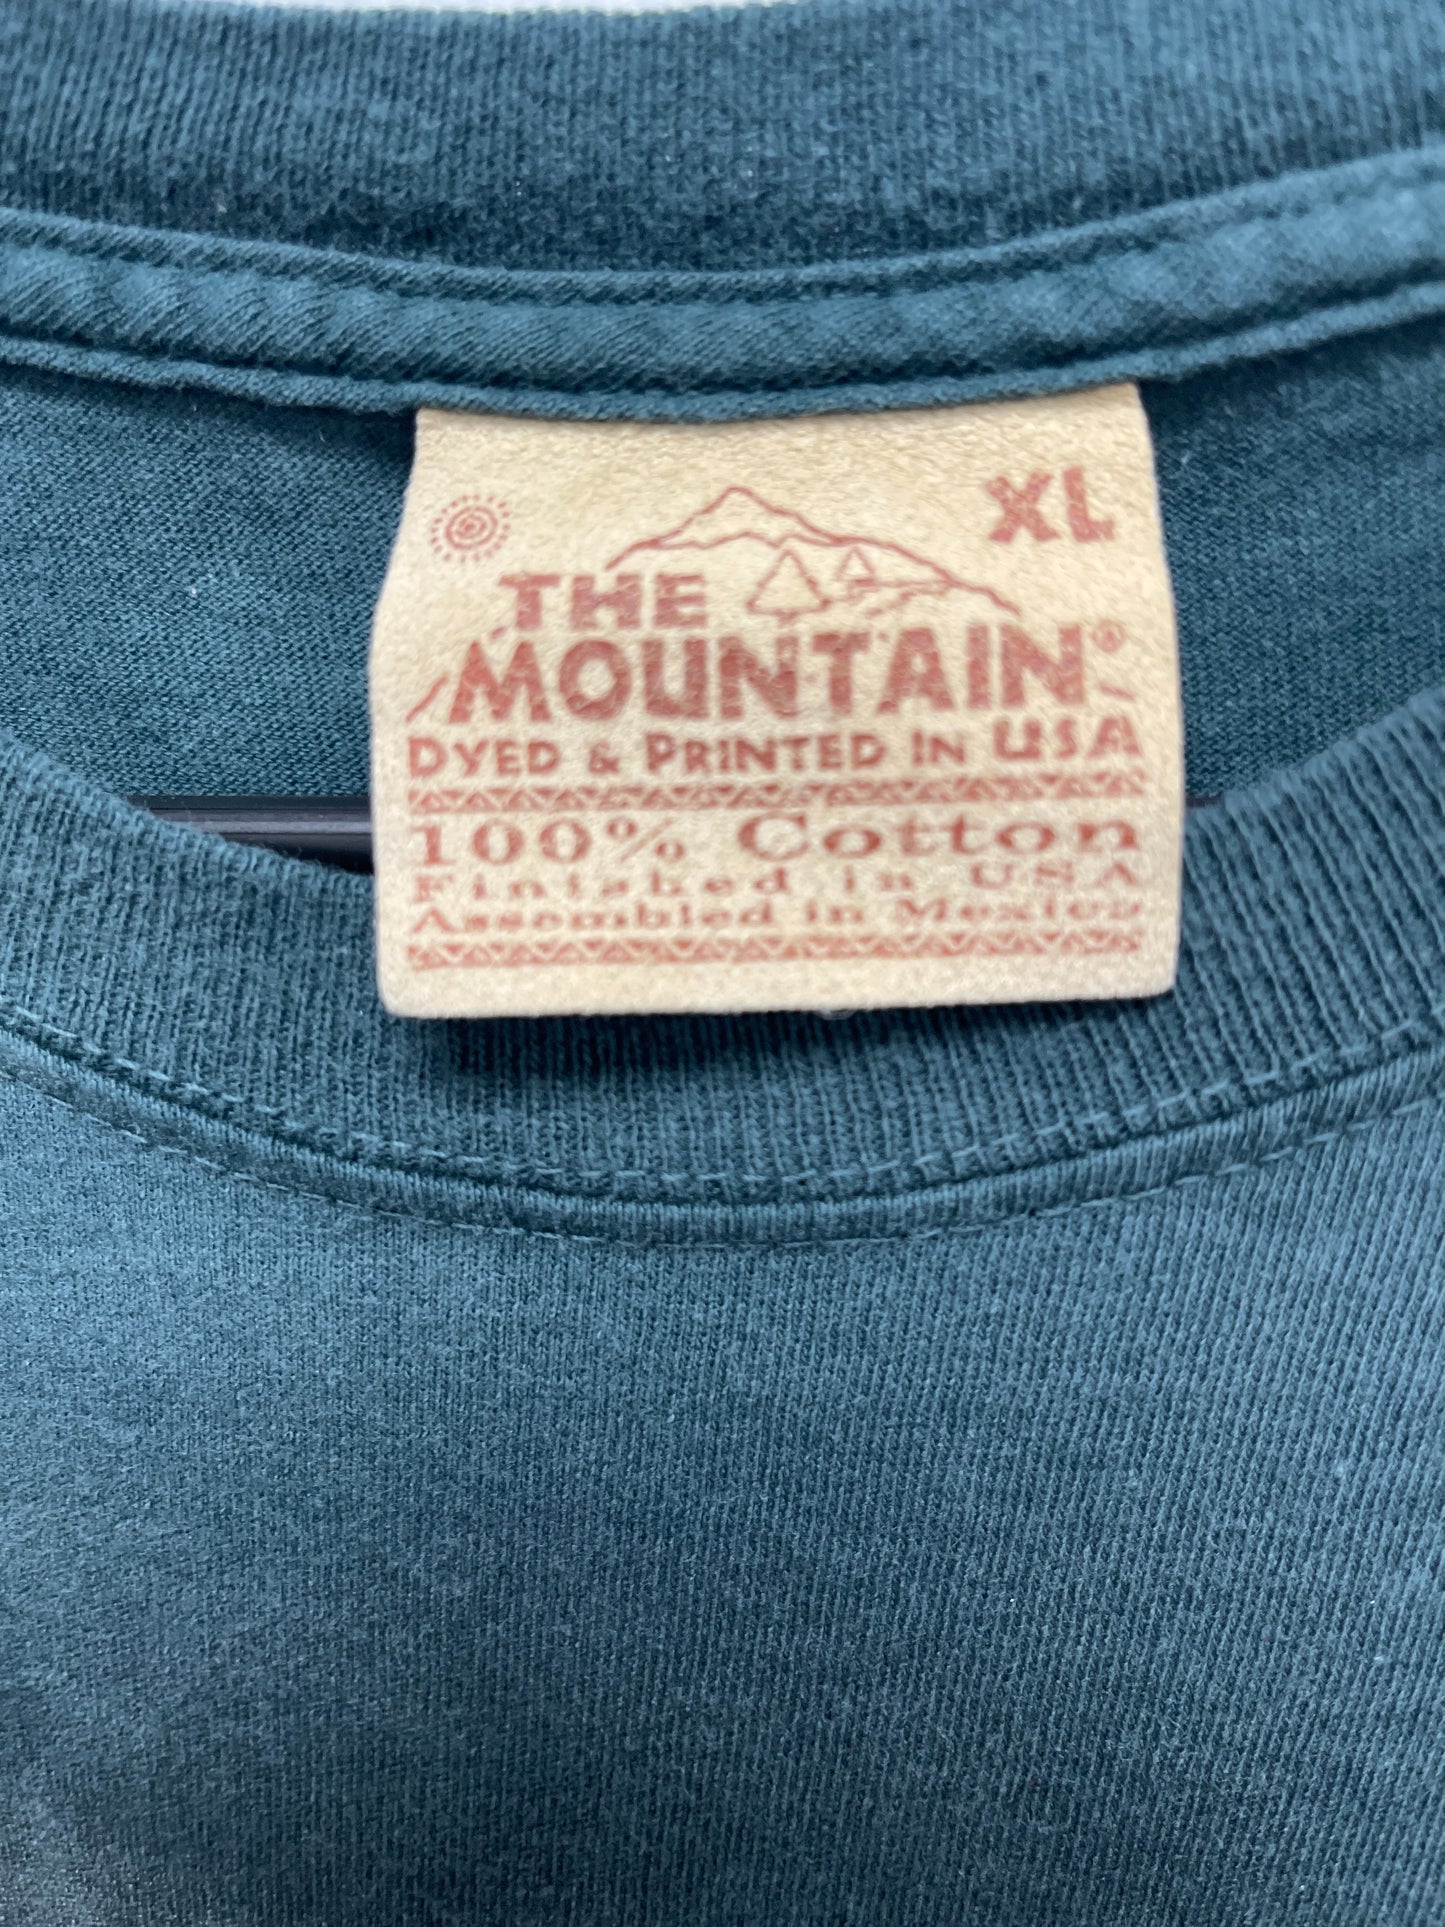 XL
THE
MOUNTAIN®
DYED & PRINTED IN USA
100% Cotton
Finished in USA
Assembled in Mexico